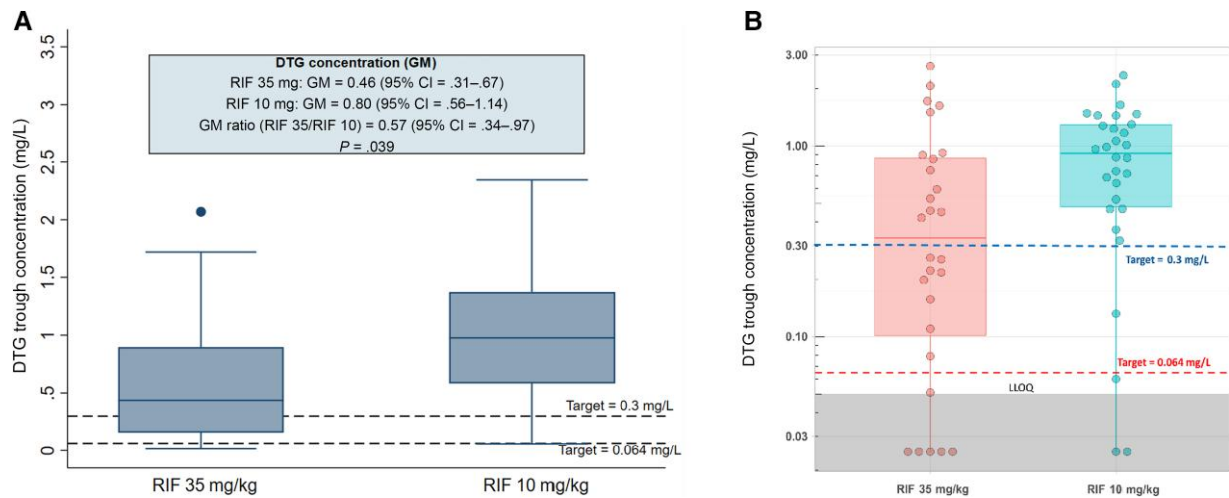 A
DTG trough concentration (mg/L)
3.5
3
2.5
2
1.5
1
.5
0
DTG concentration (GM)
RIF 35 mg: GM = 0.46 (95% CI = .31–.67)
RIF 10 mg: GM = 0.80 (95% CI = .56–1.14)
GM ratio (RIF 35/RIF 10) = 0.57 (95% CI = .34–.97)
P = .039
Target = 0.3 mg/L
Target = 0.064 mg/L
RIF 35 mg/kg
RIF 10 mg/kg
B
DTG trough concentration (mg/L)
3.00
1.00
0.30
0.10
0.03
Target = 0.3 mg/L
Target = 0.064 mg/L
LLOQ
RIF 35 mg/kg
RIF 10 mg/kg